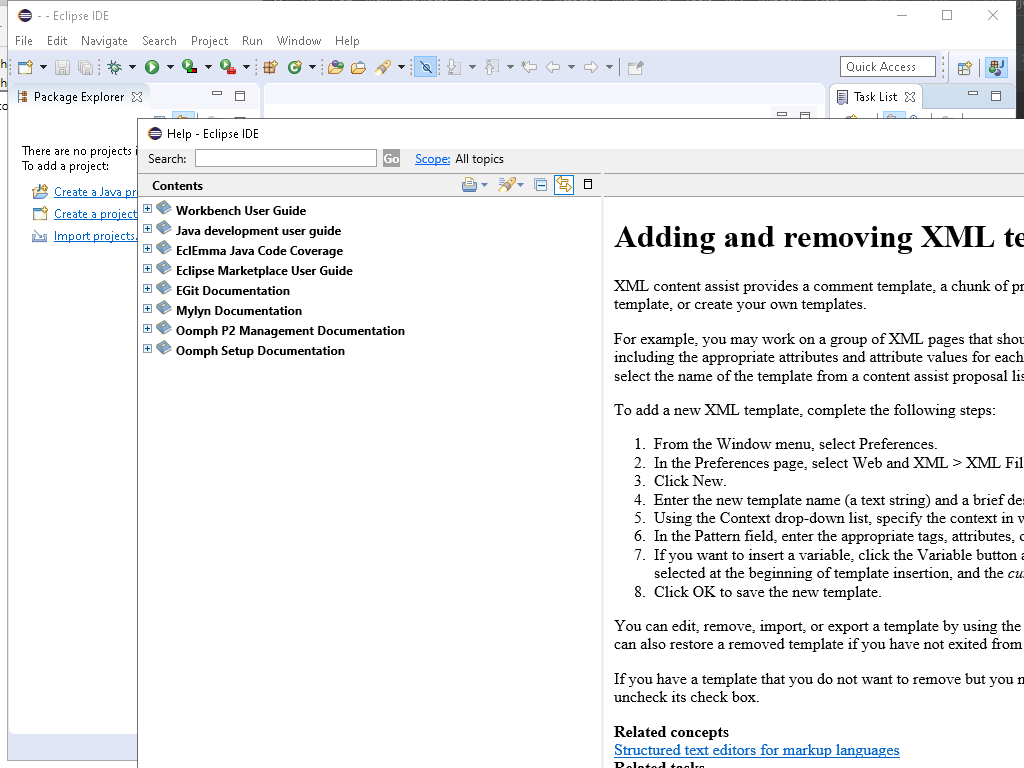 - - Eclipse IDE
File Edit Navigate Search Project Run Window Help
Quick Access
Package Explorer
Task List
There are no projects
To add a project:
Create a Java
Create a project
Import projects
Help - Eclipse IDE
Search: Go Scope: All topics
Contents
Workbench User Guide
Java development user guide
EclEmma Java Code Coverage
Eclipse Marketplace User Guide
EGit Documentation
Mylyn Documentation
Oomph P2 Management Documentation
Oomph Setup Documentation
Adding and removing XML
XML content assist provides a comment template, a chunk of
template, or create your own templates.
For example, you may work on a group of XML pages that
including the appropriate attributes and attribute values for each
select the name of the template from a content assist proposal
To add a new XML template, complete the following steps:
1. From the Window menu, select Preferences.
2. In the Preferences page, select Web and XML > XML
3. Click New.
4. Enter the new template name (a text string) and a brief
5. Using the Context drop-down list, specify the context in
6. In the Pattern field, enter the appropriate tags, attributes,
7. If you want to insert a variable, click the Variable button
selected at the beginning of template insertion, and the
8. Click OK to save the new template.
You can edit, remove, import, or export a template by using the
can also restore a removed template if you have not exited from
If you have a template that you do not want to remove but you
uncheck its check box.
Related concepts
Structured text editors for markup languages
Related tasks